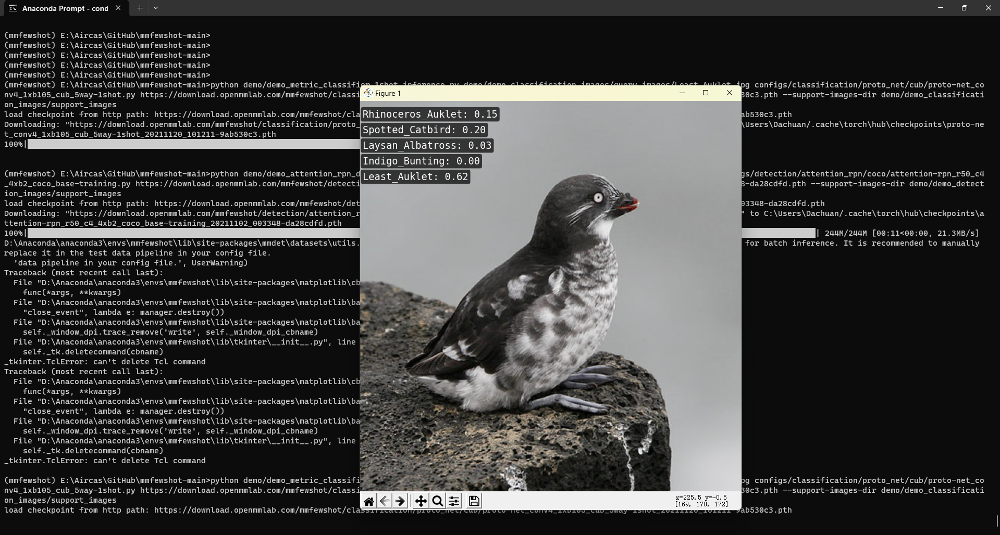 Anaconda Prompt - cond
(mmfewshot) E:\Aircas\GitHub\mmfewshot-main>
(mmfewshot) E:\Aircas\GitHub\mmfewshot-main>
(mmfewshot) E:\Aircas\GitHub\mmfewshot-main>
(mmfewshot) E:\Aircas\GitHub\mmfewshot-main>
(mmfewshot) E:\Aircas\GitHub\mmfewshot-main>
(mmfewshot) E:\Aircas\GitHub\mmfewshot-main>python demo/demo_metric_classifier_1shot_inference.py demo/demo_classification_images/query_images/Least_Auklet.jpg configs/classification/proto_net/cub/proto-net_co
nv4_1xb105_cub_5way-1shot.py https://download.openmmlab.com/mmfewshot/classi 30c3.pth --support-images-dir demo/demo_classificati
on_images/support_images
load checkpoint from http path: https://download.openmmlab.com/mmfewshot/cla ab530c3.pth
Downloading: "https://download.openmmlab.com/mmfewshot/classification/proto_ \Users\Dachuan/.cache\torch\hub\checkpoints\proto-ne
t_conv4_1xb105_cub_5way-1shot_20211120_101211-9ab530c3.pth
100%|
(mmfewshot) E:\Aircas\GitHub\mmfewshot-main>python demo/demo_attention_rpn_d gs/detection/attention_rpn/coco/attention-rpn_r50_c4
_4xb2_coco_base-training.py https://download.openmmlab.com/mmfewshot/detecti 8-da28cdfd.pth --support-images-dir demo/demo_detect
ion_images/support_images
load checkpoint from http path: https://download.openmmlab.com/mmfewshot/det 03348-da28cdfd.pth
Downloading: "https://download.openmmlab.com/mmfewshot/detection/attention_r " to C:\Users\Dachuan/.cache\torch\hub\checkpoints\a
ttention-rpn_r50_c4_4xb2_coco_base-training_20211102_003348-da28cdfd.pth
100%| | 244M/244M [00:11<00:00, 21.3MB/s]
D:\Anaconda\anaconda3\envs\mmfewshot\lib\site-packages\mmdet\datasets\utils. for batch inference. It is recommended to manually
replace it in the test data pipeline in your config file.
'data pipeline in your config file.', UserWarning)
Traceback (most recent call last):
File "D:\Anaconda\anaconda3\envs\mmfewshot\lib\site-packages\matplotlib\cb
func(*args, **kwargs)
File "D:\Anaconda\anaconda3\envs\mmfewshot\lib\site-packages\matplotlib\ba
"close_event", lambda e: manager.destroy())
File "D:\Anaconda\anaconda3\envs\mmfewshot\lib\site-packages\matplotlib\ba
self._window_dpi.trace_remove('write', self._window_dpi_cbname)
File "D:\Anaconda\anaconda3\envs\mmfewshot\lib\tkinter\__init__.py", line
self._tk.deletecommand(cbname)
_tkinter.TclError: can't delete Tcl command
Traceback (most recent call last):
File "D:\Anaconda\anaconda3\envs\mmfewshot\lib\site-packages\matplotlib\cb
func(*args, **kwargs)
File "D:\Anaconda\anaconda3\envs\mmfewshot\lib\site-packages\matplotlib\ba
"close_event", lambda e: manager.destroy())
File "D:\Anaconda\anaconda3\envs\mmfewshot\lib\site-packages\matplotlib\ba
self._window_dpi.trace_remove('write', self._window_dpi_cbname)
File "D:\Anaconda\anaconda3\envs\mmfewshot\lib\tkinter\__init__.py", line
self._tk.deletecommand(cbname)
_tkinter.TclError: can't delete Tcl command
(mmfewshot) E:\Aircas\GitHub\mmfewshot-main>python demo/demo_metric_classifi pg configs/classification/proto_net/cub/proto-net_co
nv4_1xb105_cub_5way-1shot.py https://download.openmmlab.com/mmfewshot/classi 30c3.pth --support-images-dir demo/demo_classificati
on_images/support_images
load checkpoint from http path: https://download.openmmlab.com/mmfewshot/classification/proto_net/cub/proto-net_conv4_1xb105_cub_5way-1shot_20211120_101211-9ab530c3.pth
Figure 1
Rhinoceros_Auklet: 0.15
Spotted_Catbird: 0.20
Laysan_Albatross: 0.03
Indigo_Bunting: 0.00
Least_Auklet: 0.62
x=225.5 y=-0.5
[169, 170, 172]